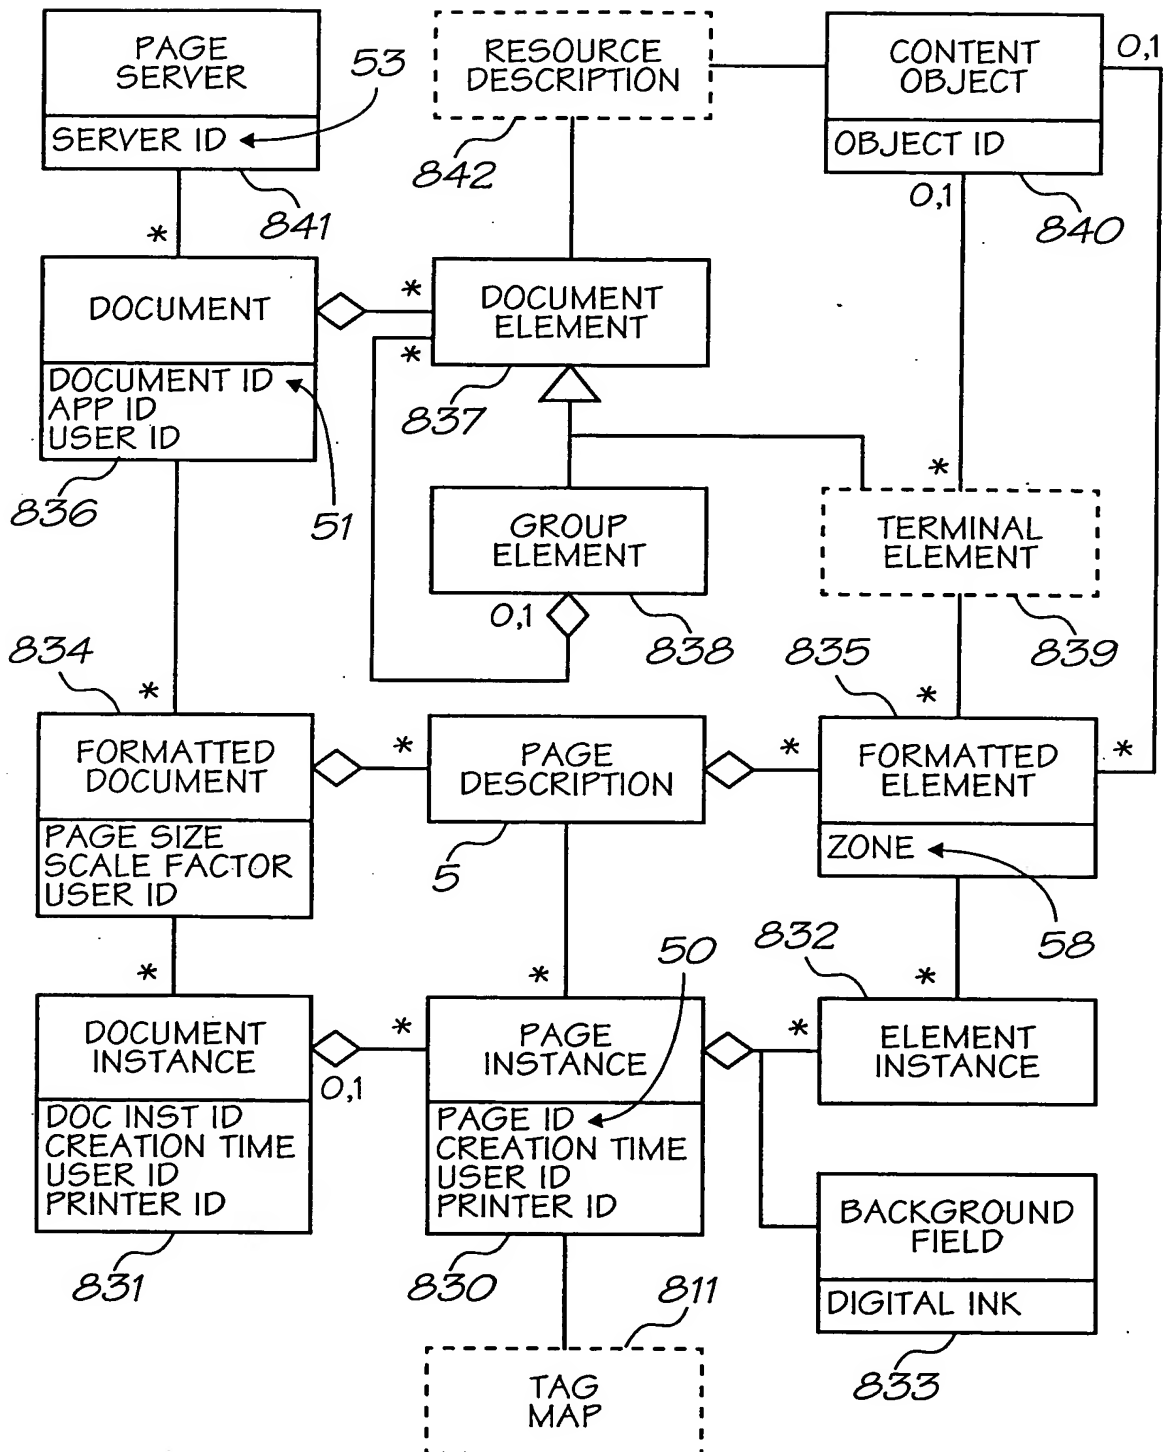 PAGE
SERVER
SERVER ID
53
841
*
RESOURCE
DESCRIPTION
842
CONTENT
OBJECT
0,1
OBJECT ID
0,1
840
DOCUMENT
DOCUMENT ID
APP ID
USER ID
836
51
*
*
DOCUMENT
ELEMENT
837
GROUP
ELEMENT
0,1
838
*
TERMINAL
ELEMENT
839
834
*
FORMATTED
DOCUMENT
PAGE SIZE
SCALE FACTOR
USER ID
*
PAGE
DESCRIPTION
5
*
835
*
FORMATTED
ELEMENT
*
ZONE
58
*
DOCUMENT
INSTANCE
0,1
DOC INST ID
CREATION TIME
USER ID
PRINTER ID
831
*
*
50
PAGE
INSTANCE
PAGE ID
CREATION TIME
USER ID
PRINTER ID
830
832
*
*
ELEMENT
INSTANCE
BACKGROUND
FIELD
DIGITAL INK
833
811
TAG
MAP